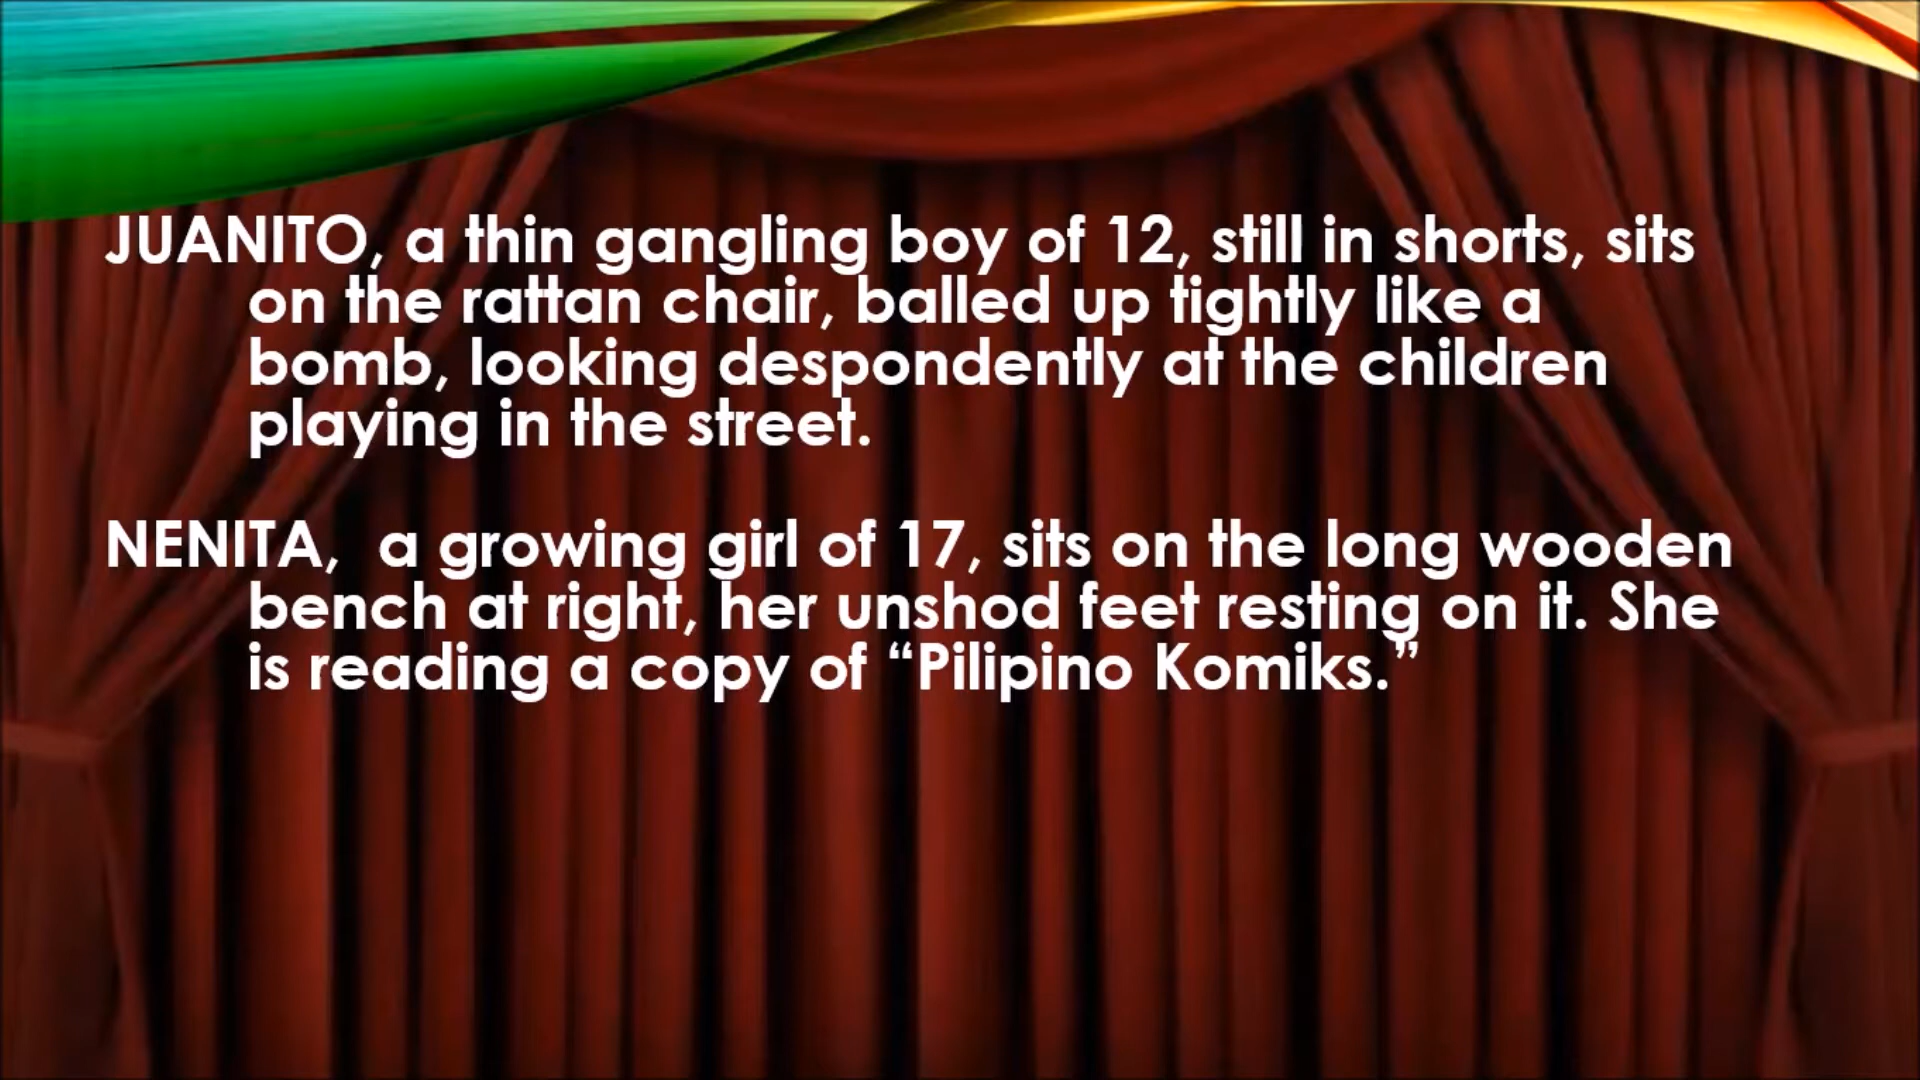 JUANITO, a thin gangling boy of 12, still in shorts, sits
on the rattan chair, balled up tightly like a
bomb, looking despondently at the children
playing in the street.
NENITA,  a growing girl of 17, sits on the long wooden
bench at right, her unshod feet resting on it. She
is reading a copy of “Pilipino Komiks.”